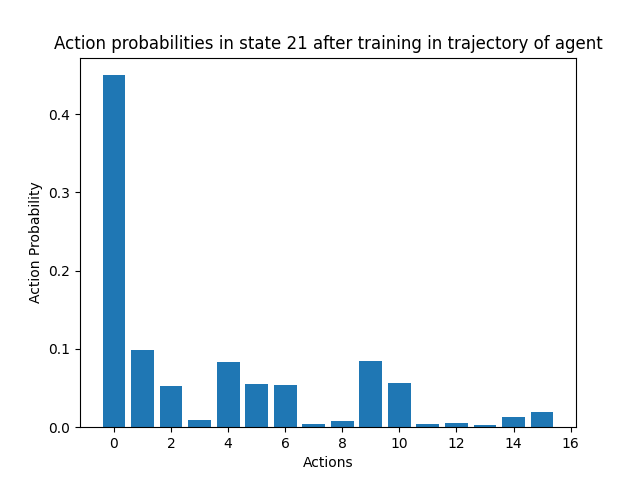 Action probabilities in state 21 after training in trajectory of agent
Action Probability
0.4
0.3
0.2
0.1
0.0
0 2 4 6 8 10 12 14 16
Actions